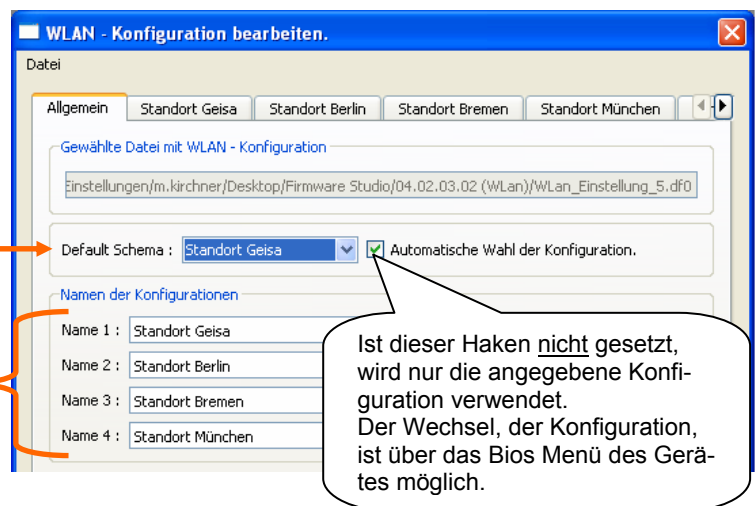 WLAN - Konfiguration bearbeiten.
Datei
Allgemein
Standort Geisa
Standort Berlin
Standort Bremen
Standort München
Gewählte Datei mit WLAN - Konfiguration
Einstellungen/m.kirchner/Desktop/Firmware Studio/04.02.03.02 (WLan)/WLan_Einstellung_5.df0
Default Schema : Standort Geisa
Automatische Wahl der Konfiguration.
Namen der Konfigurationen
Name 1 : Standort Geisa
Name 2 : Standort Berlin
Name 3 : Standort Bremen
Name 4 : Standort München
Ist dieser Haken nicht gesetzt,
wird nur die angegebene Konfi-
guration verwendet.
Der Wechsel, der Konfiguration,
ist über das Bios Menü des Gerä-
tes möglich.